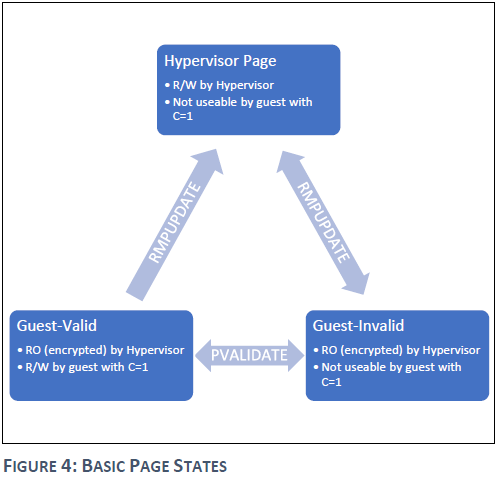 Hypervisor Page
• R/W by Hypervisor
• Not useable by guest with
C=1
RMPUPDATE
RMPUPDATE
Guest-Valid
• RO (encrypted) by Hypervisor
• R/W by guest with C=1
PVALIDATE
Guest-Invalid
• RO (encrypted) by Hypervisor
• Not useable by guest with
C=1
FIGURE 4: BASIC PAGE STATES